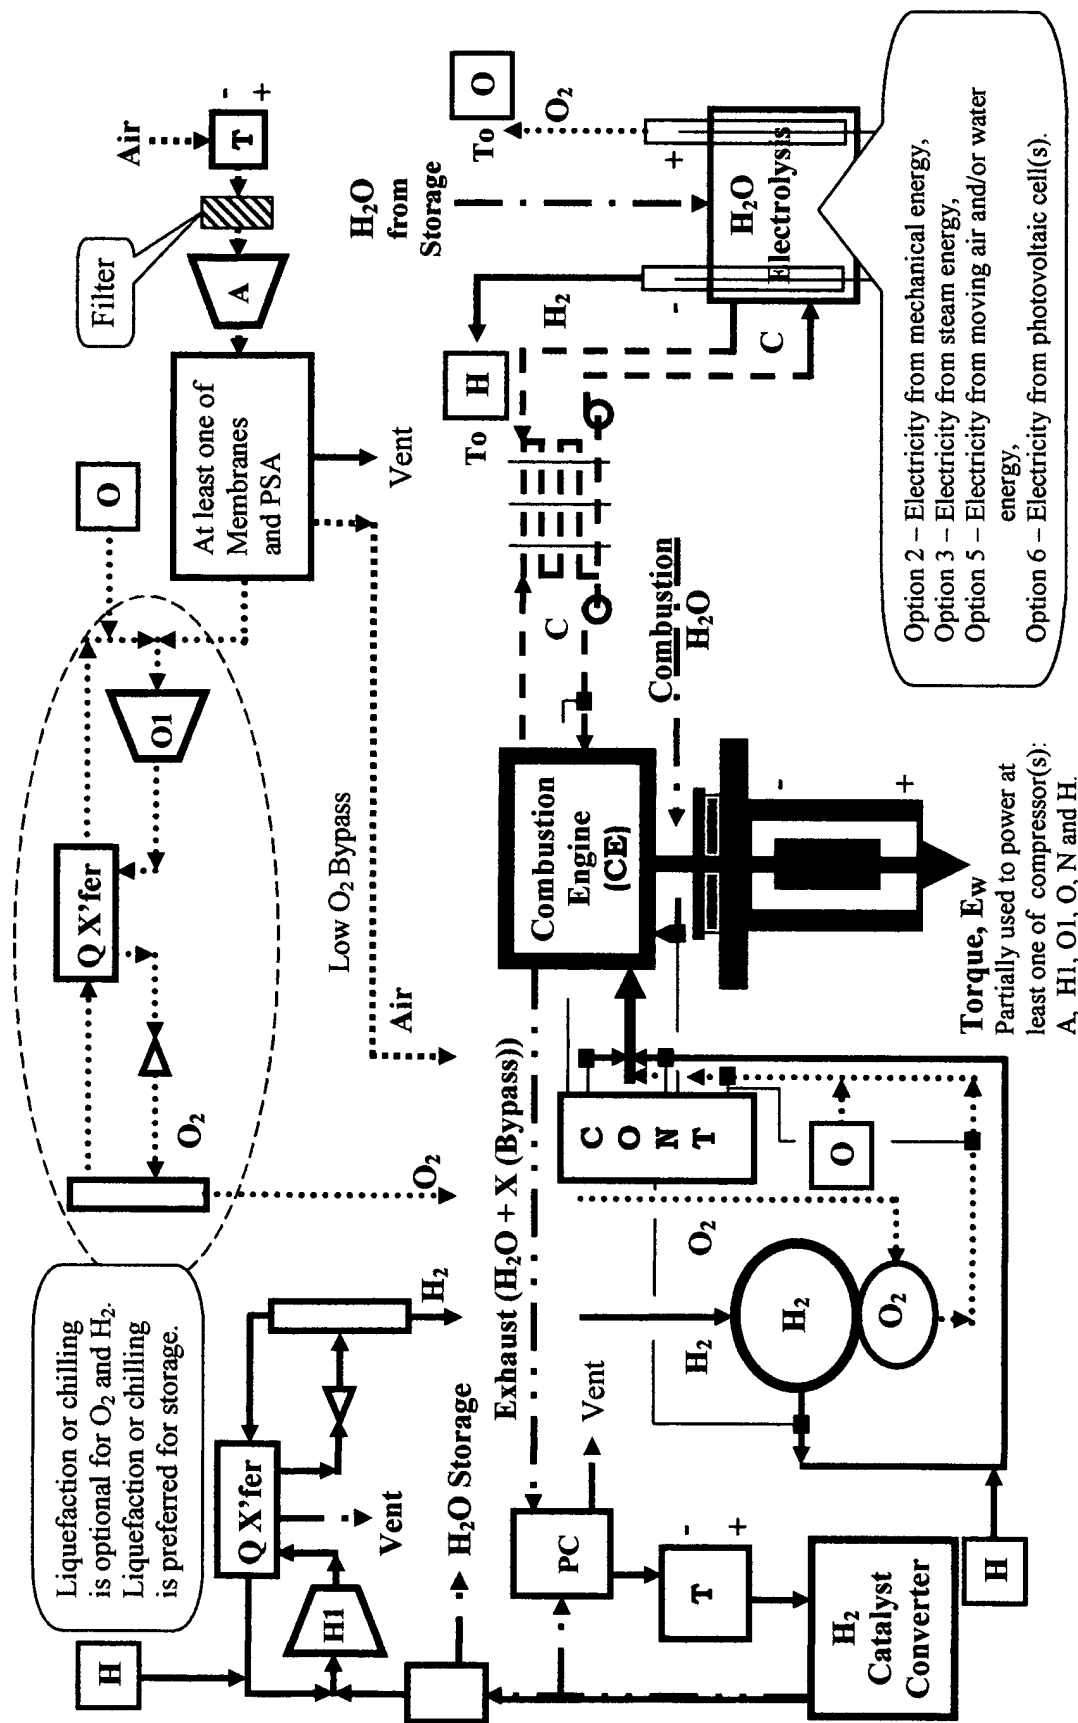 Liquefaction or chilling
is optional for O₂ and H₂.
Liquefaction or chilling
is preferred for storage.
H
H1
Q X'fer
Vent
H₂
H₂O Storage
O₂
O₂
Q X'fer
O1
O
At least one of
Membranes
and PSA
Vent
Low O₂ Bypass
Air
A
Filter
T
-
+
Air
Exhaust (H₂O + X (Bypass))
PC
Vent
T
-
+
H₂
Catalyst
Converter
H
H₂
H₂
O₂
O₂
O
C
O
N
T
Combustion
Engine
(CE)
C
Combustion
H₂O
-
+
Torque, Ew
Partially used to power at
least one of compressor(s):
A, H1, O1, O, N and H.
To
H
H₂
C
-
H₂O
from
Storage
To
O
O₂
+
H₂O
Electrolysis
Option 2 – Electricity from mechanical energy,
Option 3 – Electricity from steam energy,
Option 5 – Electricity from moving air and/or water
energy,
Option 6 – Electricity from photovoltaic cell(s).